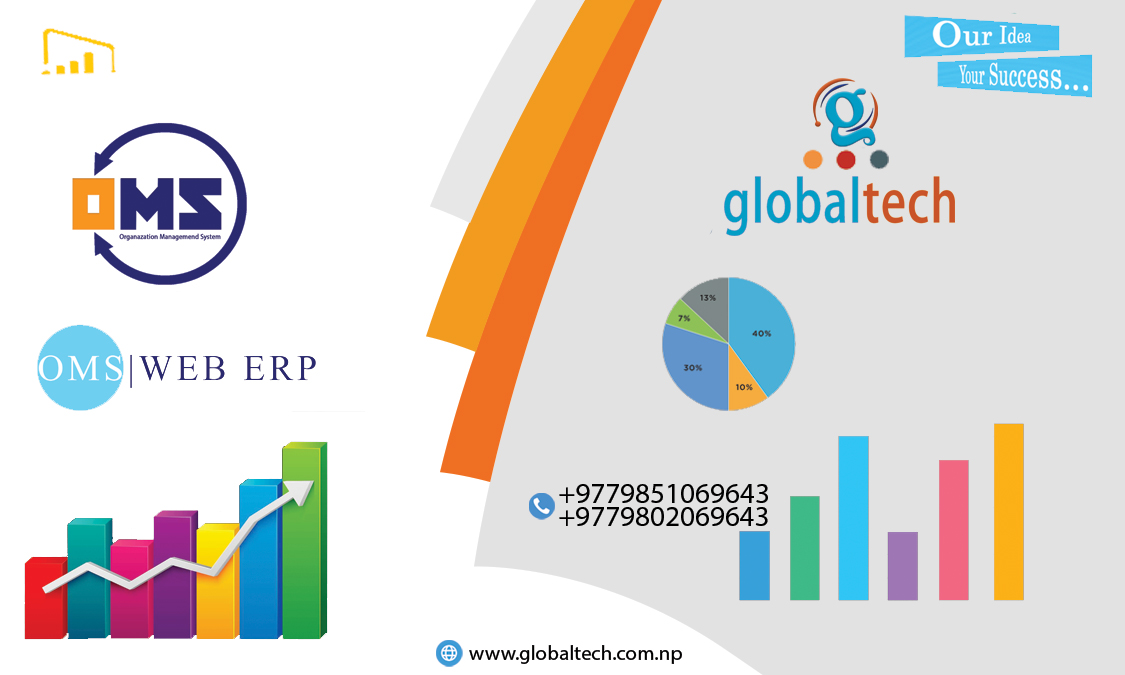 Our Idea
Your Success...
OMS
Organazation Managemend System
globaltech
OMS|WEB ERP
13%
40%
7%
30%
10%
+9779851069643
+9779802069643
www.globaltech.com.np